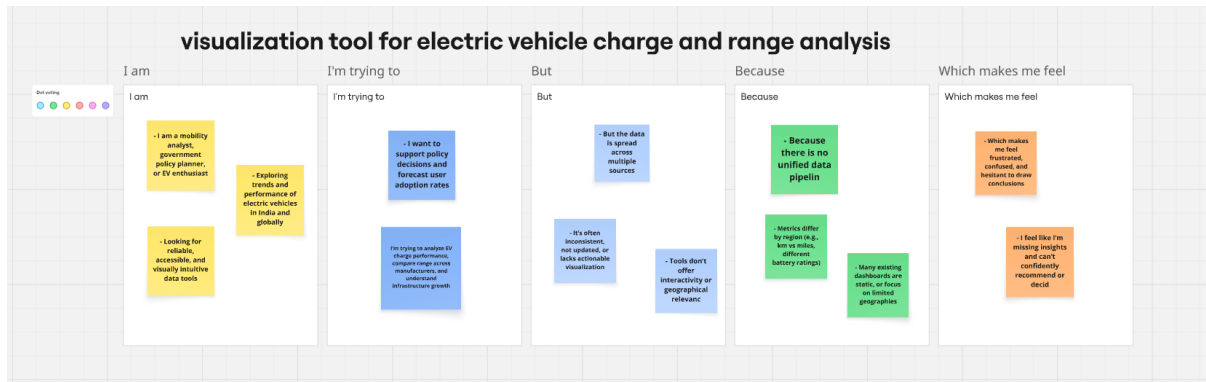 visualization tool for electric vehicle charge and range analysis
I am
I'm trying to
But
Because
Which makes me feel
Dot voting
I am
- I am a mobility
analyst,
government
policy planner,
or EV enthusiast
- Exploring
trends and
performance of
electric vehicles
in India and
globally
- Looking for
reliable,
accessible, and
visually intuitive
data tools
I'm trying to
- I want to
support policy
decisions and
forecast user
adoption rates
I'm trying to analyze EV
charge performance,
compare range across
manufacturers, and
understand
infrastructure growth
But
- But the data
is spread
across
multiple
sources
- It's often
inconsistent,
not updated, or
lacks actionable
visualization
- Tools don't
offer
interactivity or
geographical
relevanc
Because
- Because
there is no
unified data
pipelin
- Metrics differ
by region (e.g.,
km vs miles,
different
battery ratings)
- Many existing
dashboards are
static, or focus
on limited
geographies
Which makes me feel
- Which makes
me feel
frustrated,
confused, and
hesitant to draw
conclusions
- I feel like I'm
missing insights
and can't
confidently
recommend or
decid